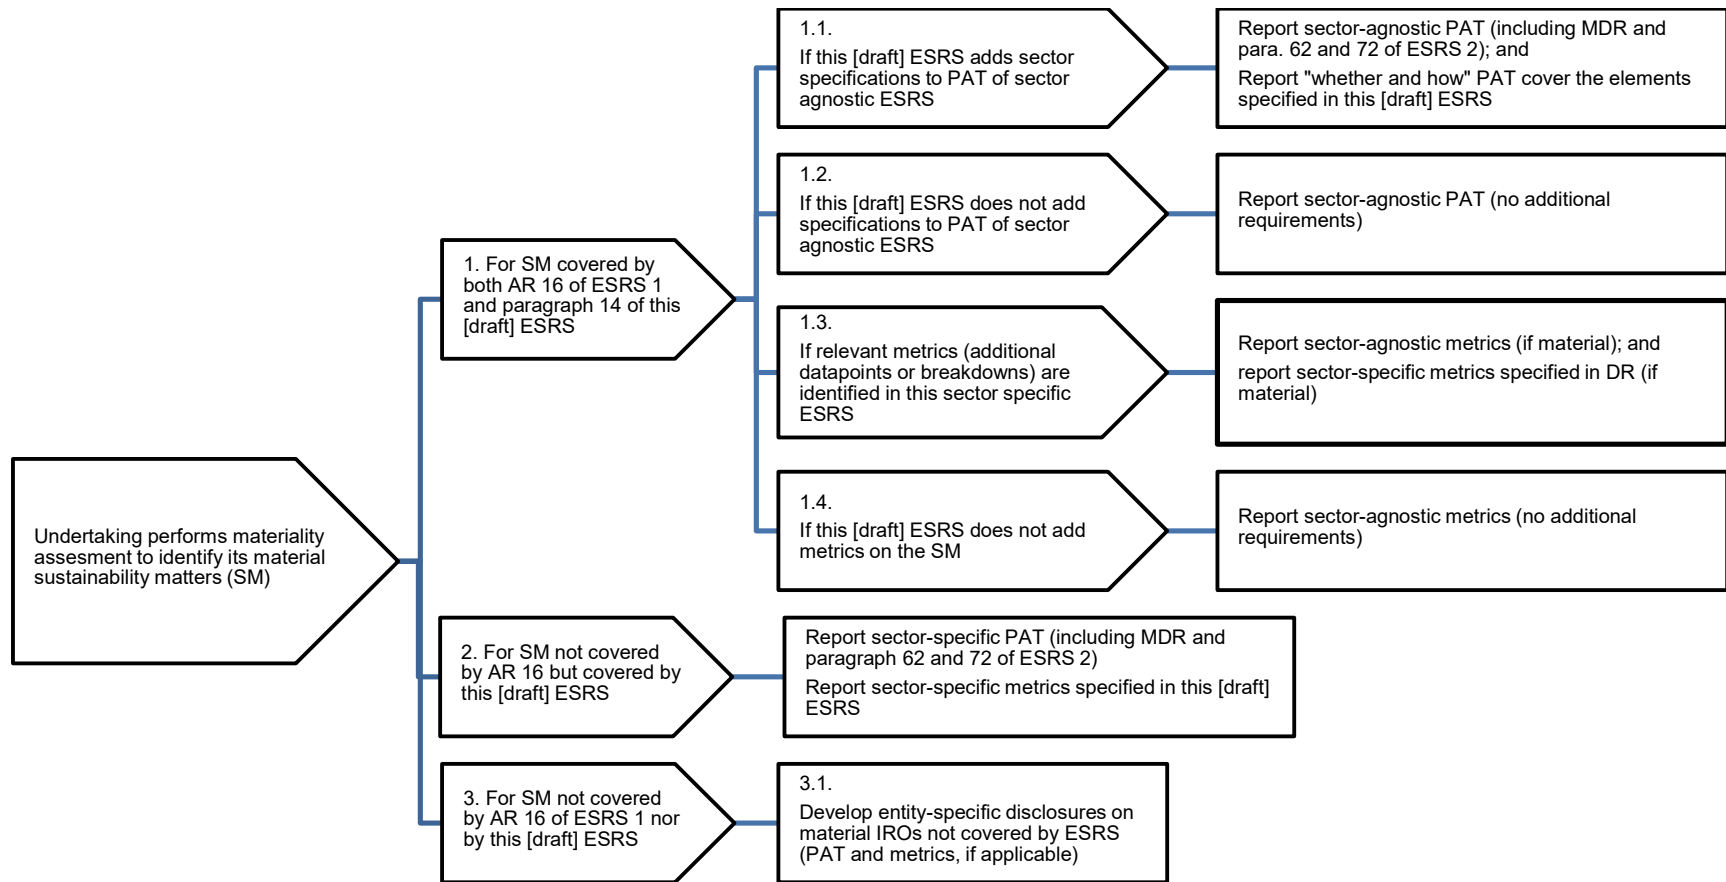 Undertaking performs materiality
assesment to identify its material
sustainability matters (SM)
1. For SM covered by
both AR 16 of ESRS 1
and paragraph 14 of this
[draft] ESRS
1.1.
If this [draft] ESRS adds sector
specifications to PAT of sector
agnostic ESRS
Report sector-agnostic PAT (including MDR and
para. 62 and 72 of ESRS 2); and
Report "whether and how" PAT cover the elements
specified in this [draft] ESRS
1.2.
If this [draft] ESRS does not add
specifications to PAT of sector
agnostic ESRS
Report sector-agnostic PAT (no additional
requirements)
1.3.
If relevant metrics (additional
datapoints or breakdowns) are
identified in this sector specific
ESRS
Report sector-agnostic metrics (if material); and
report sector-specific metrics specified in DR (if
material)
1.4.
If this [draft] ESRS does not add
metrics on the SM
Report sector-agnostic metrics (no additional
requirements)
2. For SM not covered
by AR 16 but covered by
this [draft] ESRS
Report sector-specific PAT (including MDR and
paragraph 62 and 72 of ESRS 2)
Report sector-specific metrics specified in this [draft]
ESRS
3. For SM not covered
by AR 16 of ESRS 1 nor
by this [draft] ESRS
3.1.
Develop entity-specific disclosures on
material IROs not covered by ESRS
(PAT and metrics, if applicable)